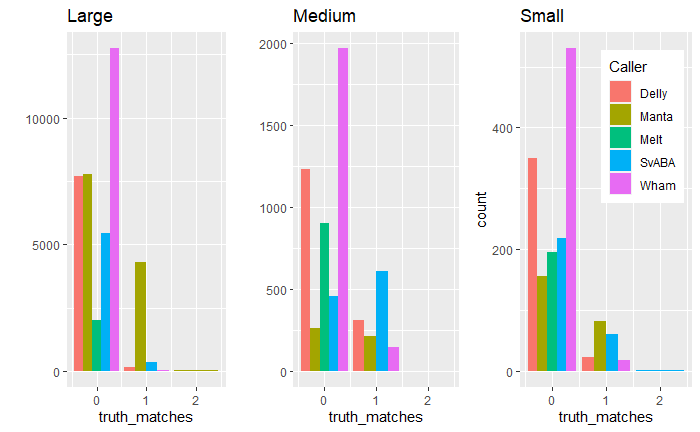 Large
10000
5000
0
0 1 2
truth_matches
Medium
2000
1500
1000
500
0
0 1 2
truth_matches
Small
count
400
200
0
0 1 2
truth_matches
Caller
Delly
Manta
Melt
SvABA
Wham